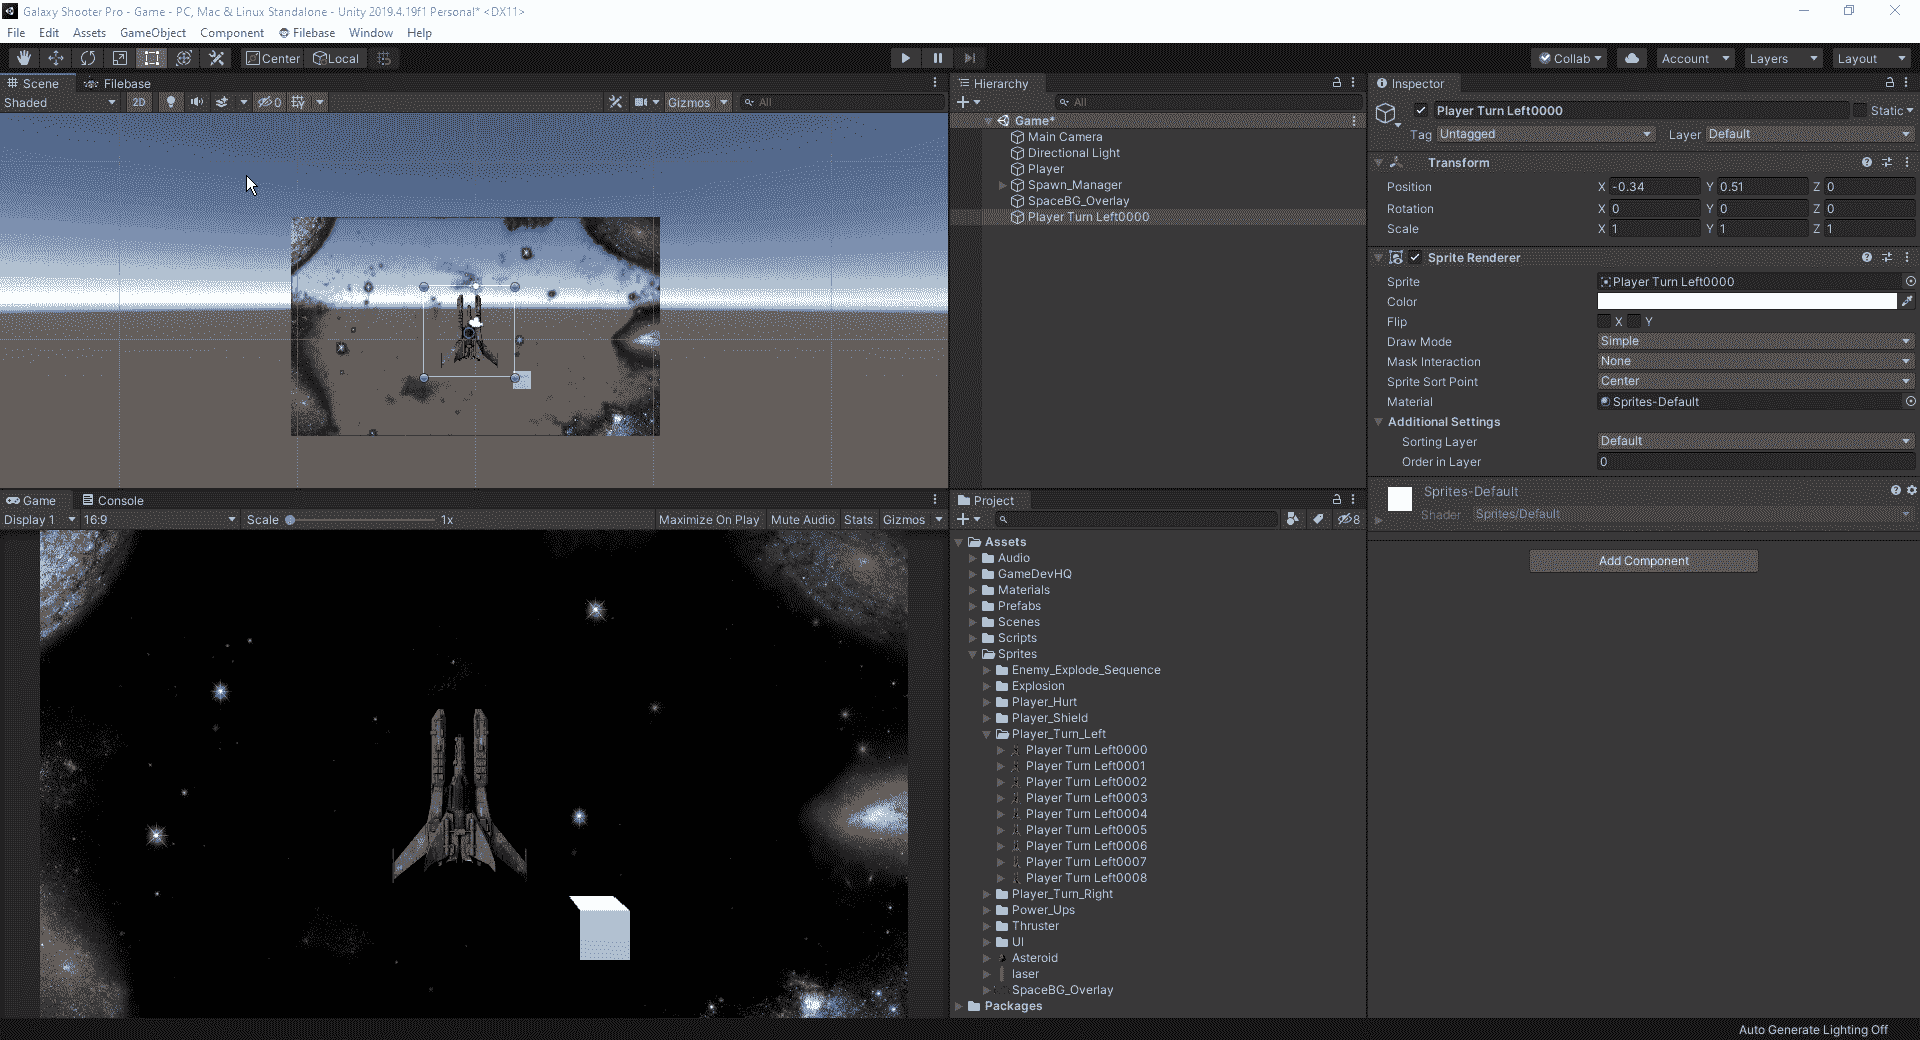 Galaxy Shooter Pro - Game - PC, Mac & Linux Standalone - Unity 2019.4.19f1 Personal* <DX11>
File Edit Assets GameObject Component Filebase Window Help
Center Local Collab Account Layers Layout
Scene Filebase
Shaded 2D 0 Gizmos All
Hierarchy
All
Game*
Main Camera
Directional Light
Player
Spawn_Manager
SpaceBG_Overlay
Player Turn Left0000
Inspector
Player Turn Left0000 Static
Tag Untagged Layer Default
Transform
Position X -0.34 Y 0.51 Z 0
Rotation X 0 Y 0 Z 0
Scale X 1 Y 1 Z 1
Sprite Renderer
Sprite Player Turn Left0000
Color
Flip X Y
Draw Mode Simple
Mask Interaction None
Sprite Sort Point Center
Material Sprites-Default
Additional Settings
Sorting Layer Default
Order in Layer 0
Sprites-Default
Shader Sprites/Default
Add Component
Game Console
Display 1 16:9 Scale 1x Maximize On Play Mute Audio Stats Gizmos
Project
8
Assets
Audio
GameDevHQ
Materials
Prefabs
Scenes
Scripts
Sprites
Enemy_Explode_Sequence
Explosion
Player_Hurt
Player_Shield
Player_Turn_Left
Player Turn Left0000
Player Turn Left0001
Player Turn Left0002
Player Turn Left0003
Player Turn Left0004
Player Turn Left0005
Player Turn Left0006
Player Turn Left0007
Player Turn Left0008
Player_Turn_Right
Power_Ups
Thruster
UI
Asteroid
laser
SpaceBG_Overlay
Packages
Auto Generate Lighting Off